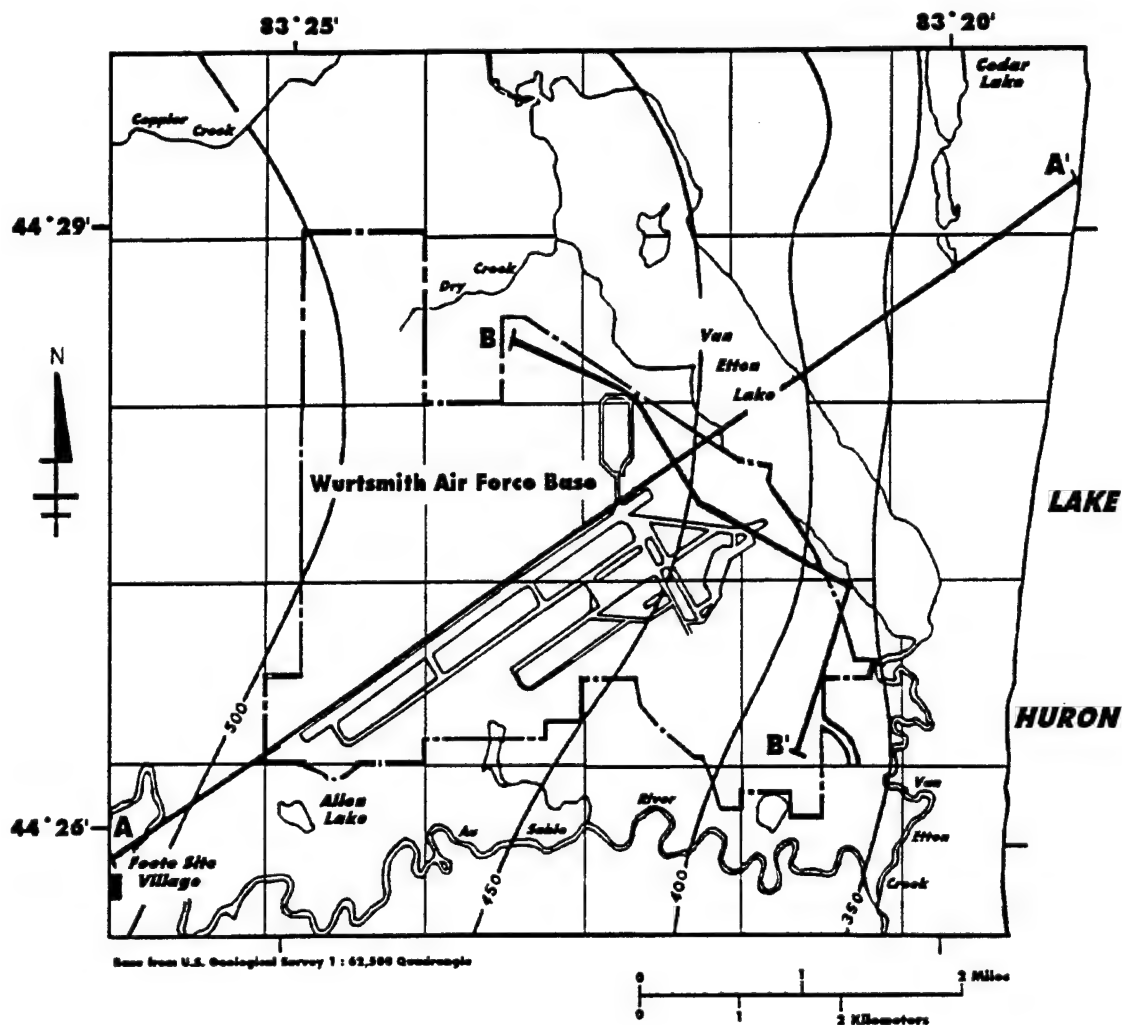 83°25'
83°20'
Cedar
Lake
Coppler Creek
A'
44°29'
Dry Creek
N
B
Van
Etten
Lake
Wurtsmith Air Force Base
LAKE
500
HURON
B'
Van
Allen
Lake
River
44°26'
A
Au Sable
Etten
Foote Site
Village
450
400
350
Creek
Base from U.S. Geological Survey 1 : 62,500 Quadrangle
0 1 2 Miles
0 1 2 Kilometers